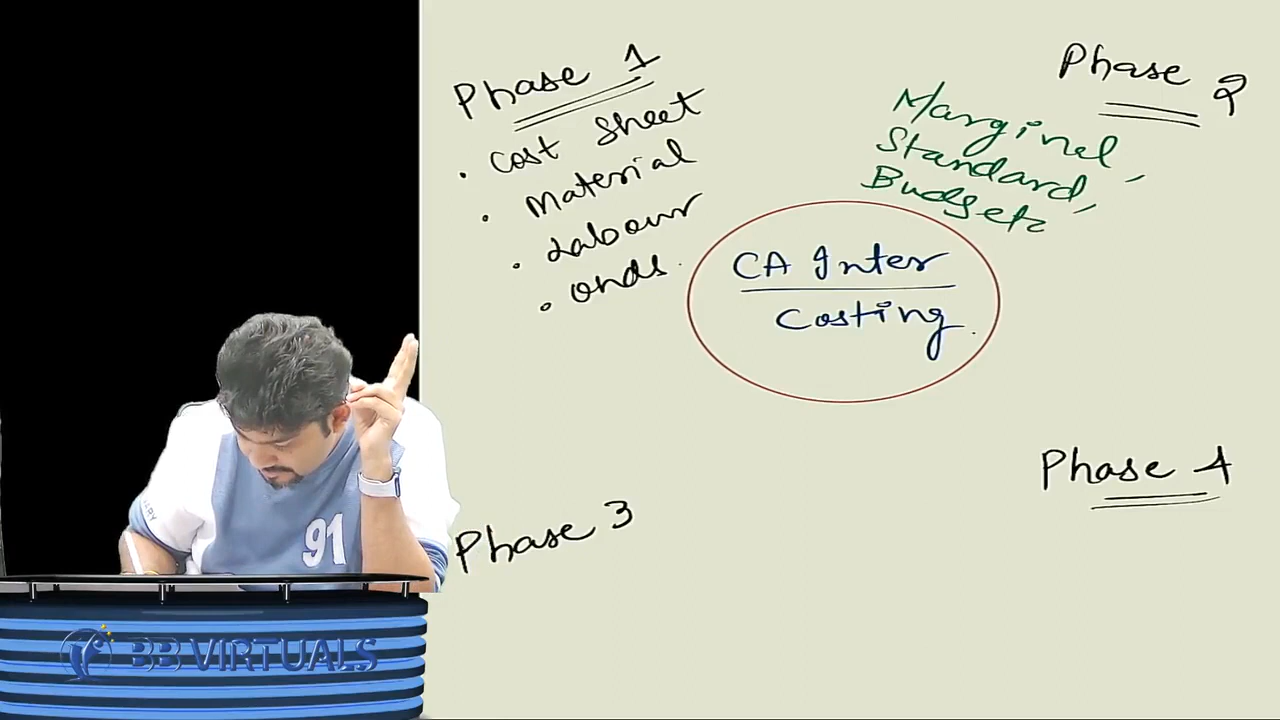 Phase 1
• Cost Sheet
• Material
• Labour
• OHDs.
Phase 2
Marginal,
Standard,
Budgets
CA Inter
Costing.
Phase 3
Phase 4
91
BB VIRTUALS